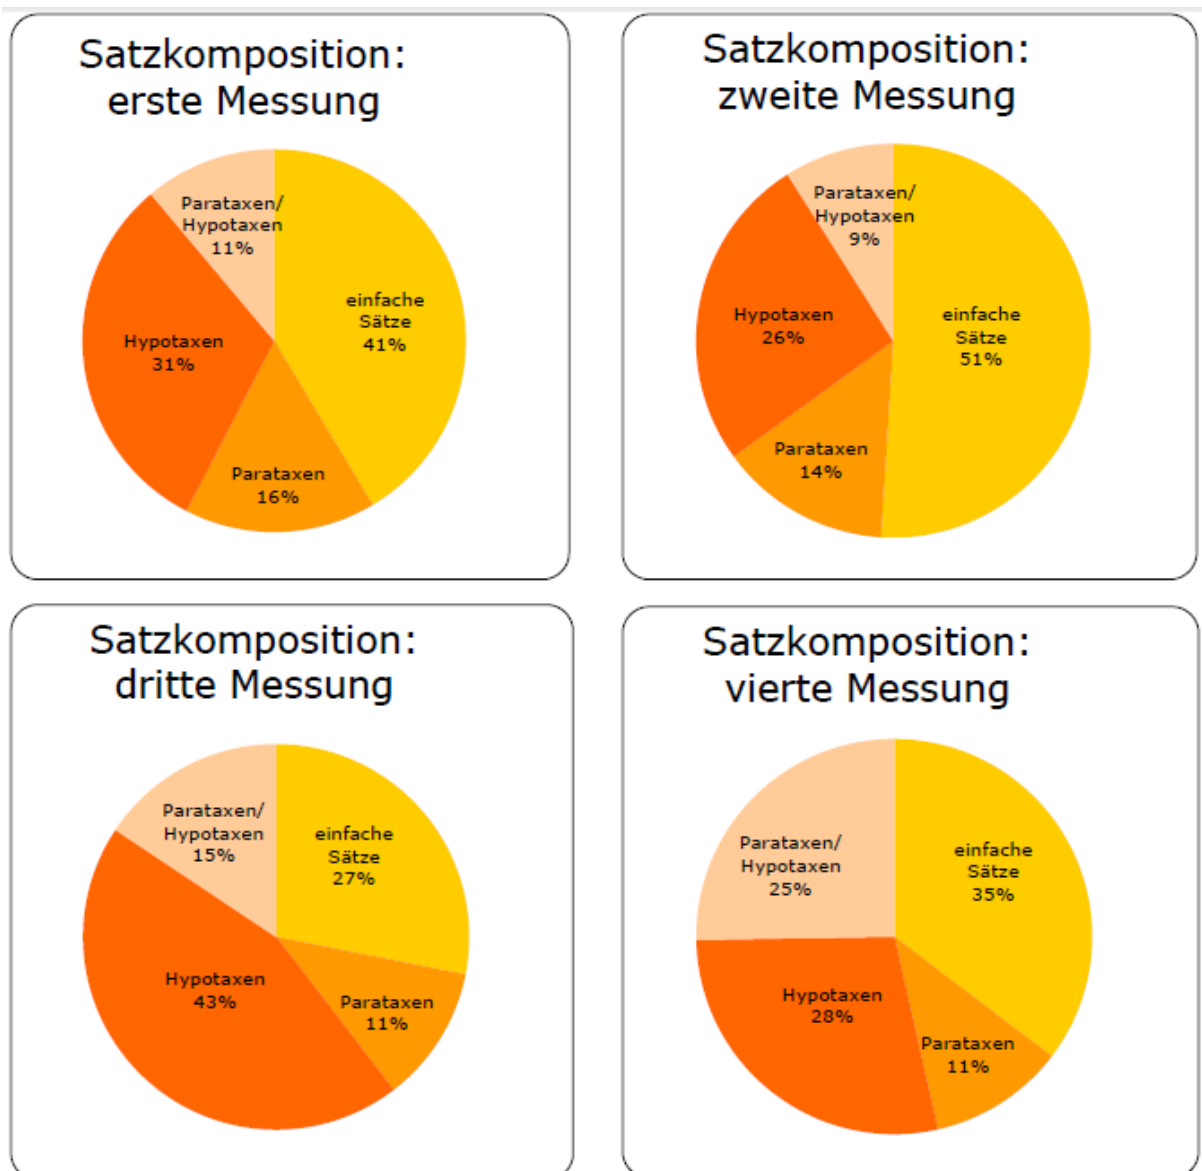 Satzkomposition:
erste Messung
Parataxen/
Hypotaxen
11%
einfache
Sätze
41%
Hypotaxen
31%
Parataxen
16%
Satzkomposition:
zweite Messung
Parataxen/
Hypotaxen
9%
einfache
Sätze
51%
Hypotaxen
26%
Parataxen
14%
Satzkomposition:
dritte Messung
Parataxen/
Hypotaxen
15%
einfache
Sätze
27%
Hypotaxen
43%
Parataxen
11%
Satzkomposition:
vierte Messung
Parataxen/
Hypotaxen
25%
einfache
Sätze
35%
Hypotaxen
28%
Parataxen
11%